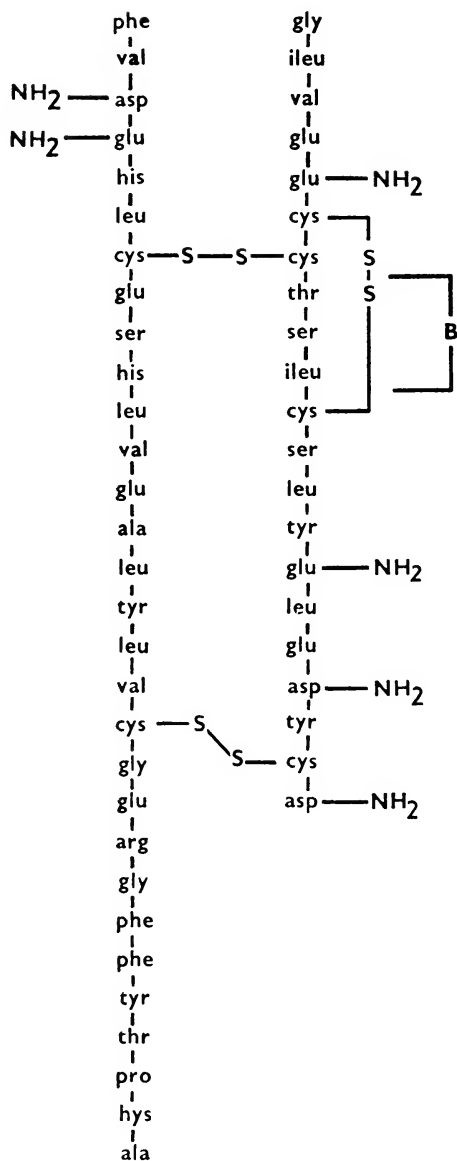 phe
val
NH2 asp
NH2 glu
his
leu
cys S S
glu
ser
his
leu
val
glu
ala
leu
tyr
leu
val
cys S S
gly
glu
arg
gly
phe
phe
tyr
thr
pro
hys
ala
gly
ileu
val
glu
glu NH2
cys
cys S
thr S
ser B
ileu
cys
ser
leu
tyr
glu NH2
leu
glu
asp NH2
tyr
cys
asp NH2